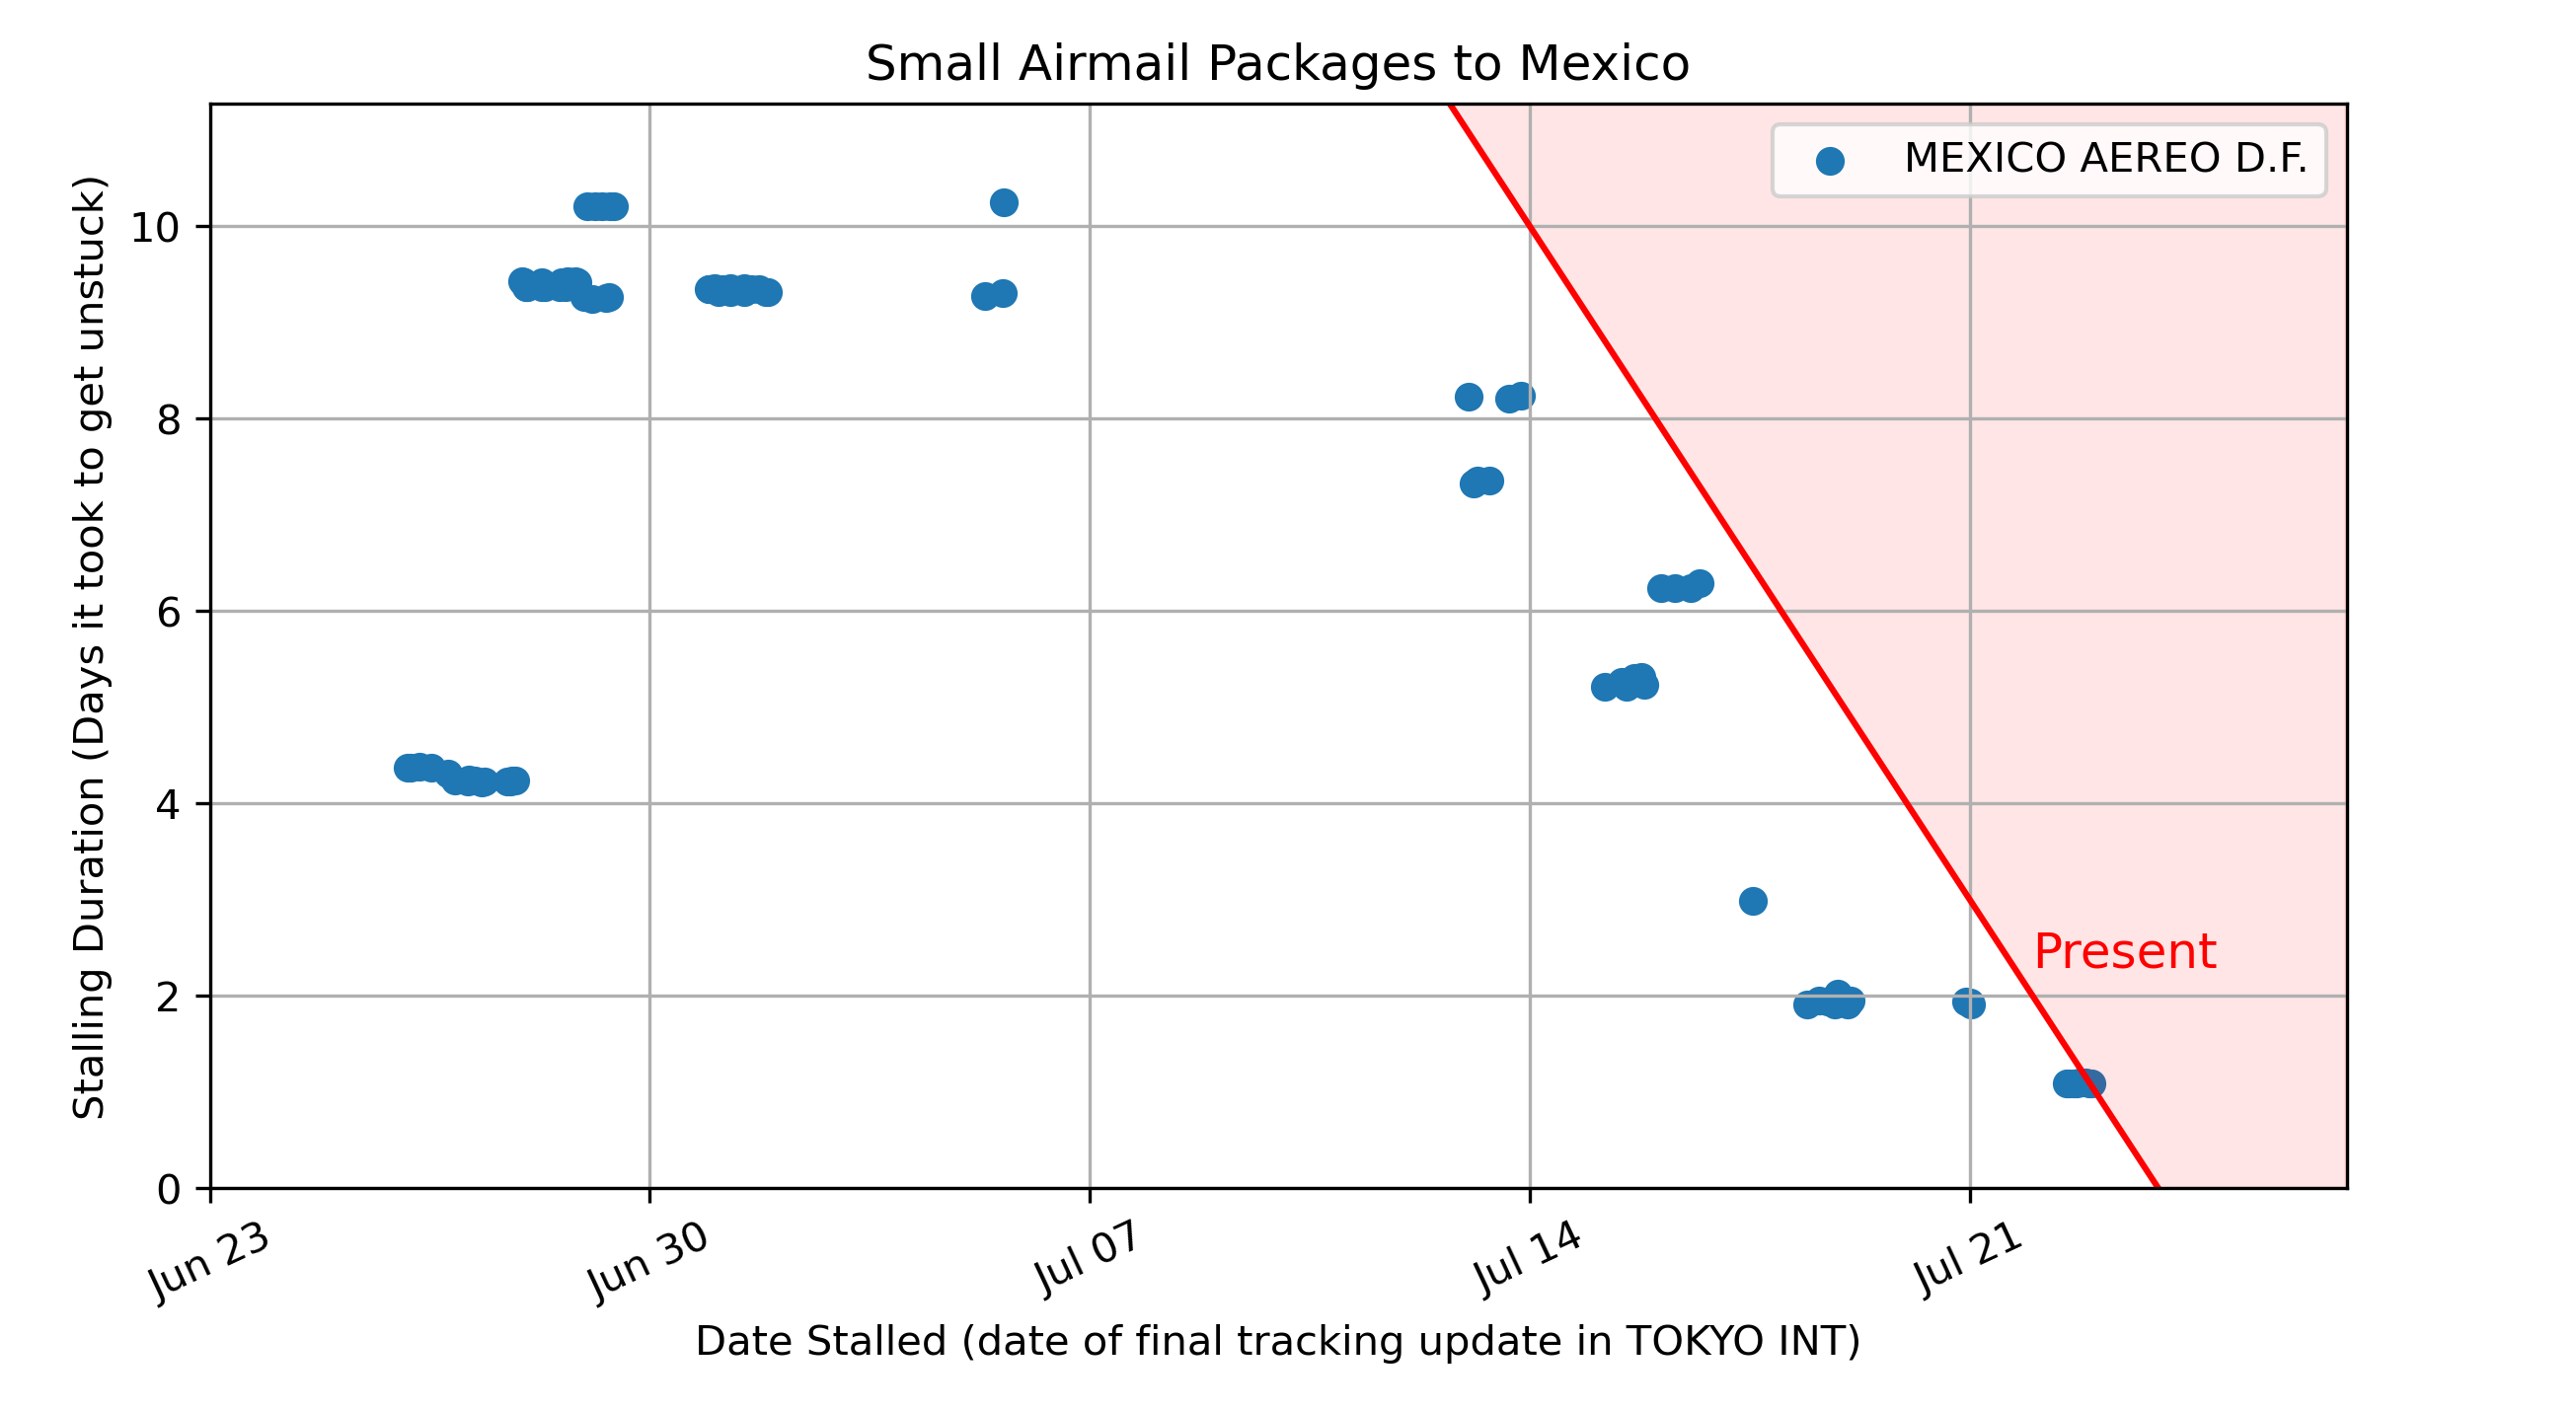 Small Airmail Packages to Mexico
MEXICO AEREO D.F.
Stalling Duration (Days it took to get unstuck)
10
8
6
4
2
0
Present
Jun 23
Jun 30
Jul 07
Jul 14
Jul 21
Date Stalled (date of final tracking update in TOKYO INT)